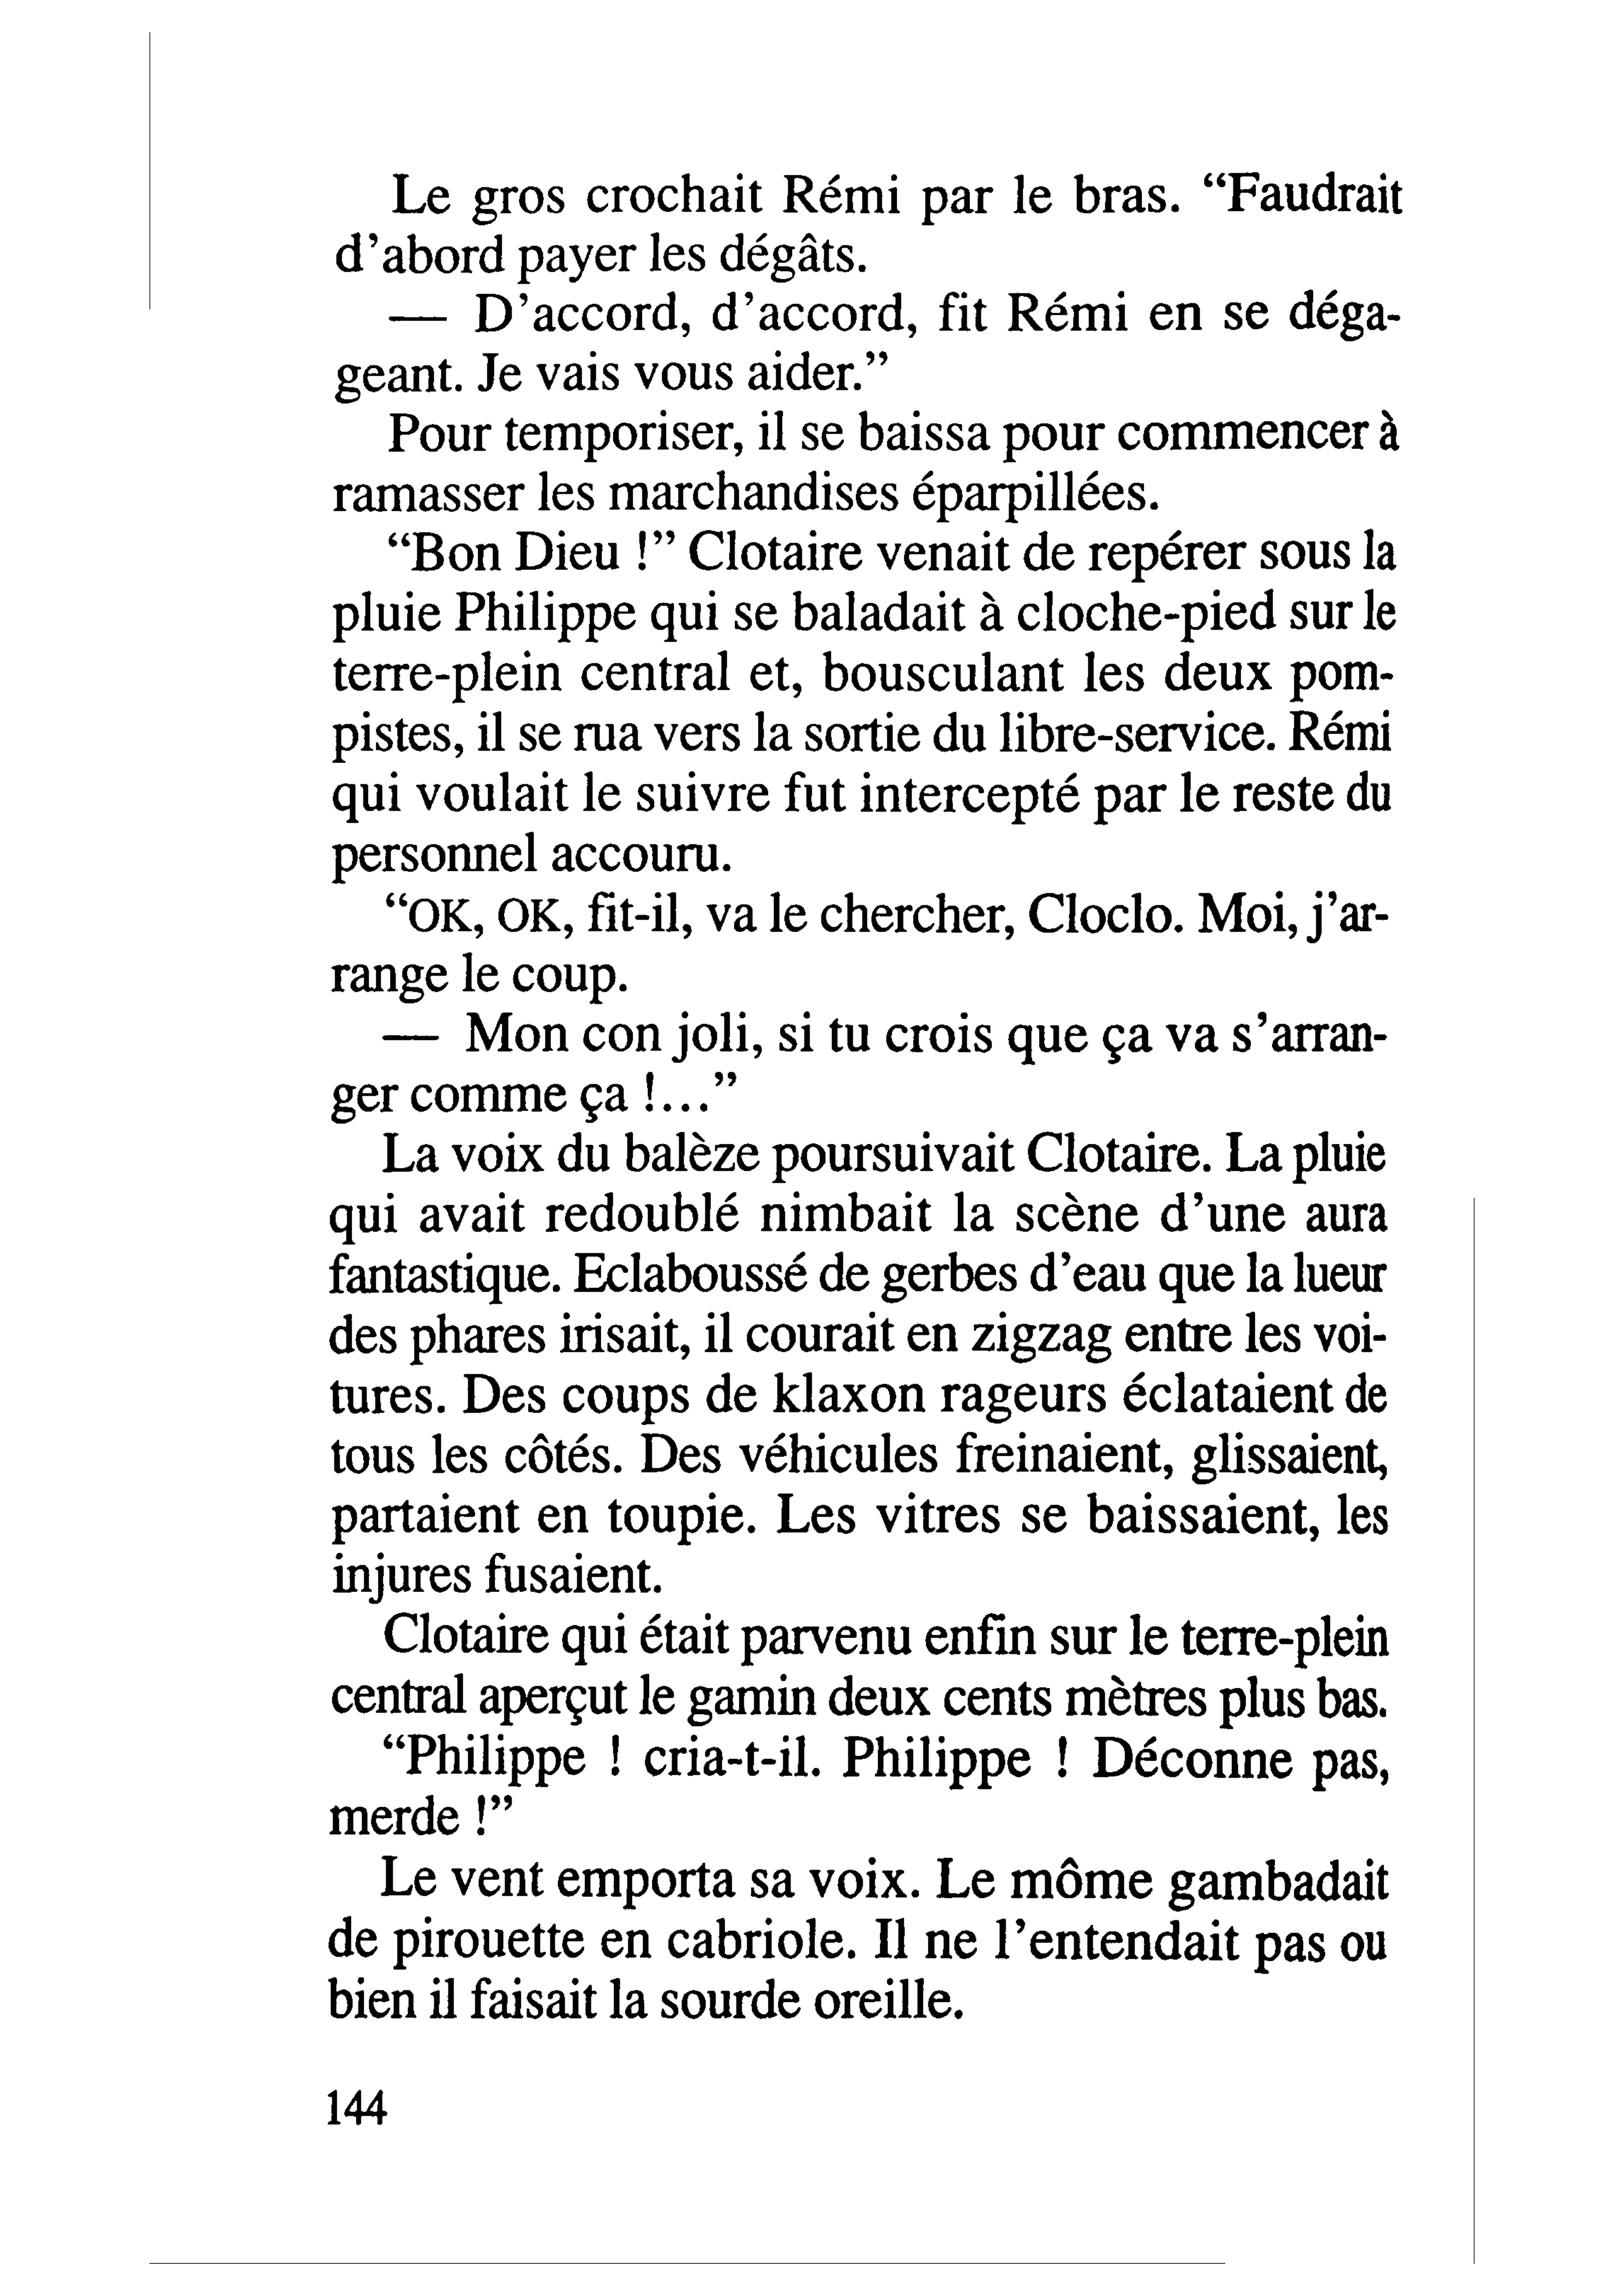 Le gros crochait Rémi par le bras. “Faudrait
d’abord payer les dégâts.
— D’accord, d’accord, fit Rémi en se déga-
geant. Je vais vous aider.”
Pour temporiser, il se baissa pour commencer à
ramasser les marchandises éparpillées.
“Bon Dieu !” Clotaire venait de repérer sous la
pluie Philippe qui se baladait à cloche-pied sur le
terre-plein central et, bousculant les deux pom-
pistes, il se rua vers la sortie du libre-service. Rémi
qui voulait le suivre fut intercepté par le reste du
personnel accouru.
“OK, OK, fit-il, va le chercher, Cloclo. Moi, j’ar-
range le coup.
— Mon con joli, si tu crois que ça va s’arran-
ger comme ça !…”
La voix du balèze poursuivait Clotaire. La pluie
qui avait redoublé nimbait la scène d’une aura
fantastique. Eclaboussé de gerbes d’eau que la lueur
des phares irisait, il courait en zigzag entre les voi-
tures. Des coups de klaxon rageurs éclataient de
tous les côtés. Des véhicules freinaient, glissaient,
partaient en toupie. Les vitres se baissaient, les
injures fusaient.
Clotaire qui était parvenu enfin sur le terre-plein
central aperçut le gamin deux cents mètres plus bas.
“Philippe ! cria-t-il. Philippe ! Déconne pas,
merde !”
Le vent emporta sa voix. Le môme gambadait
de pirouette en cabriole. Il ne l’entendait pas ou
bien il faisait la sourde oreille.
144